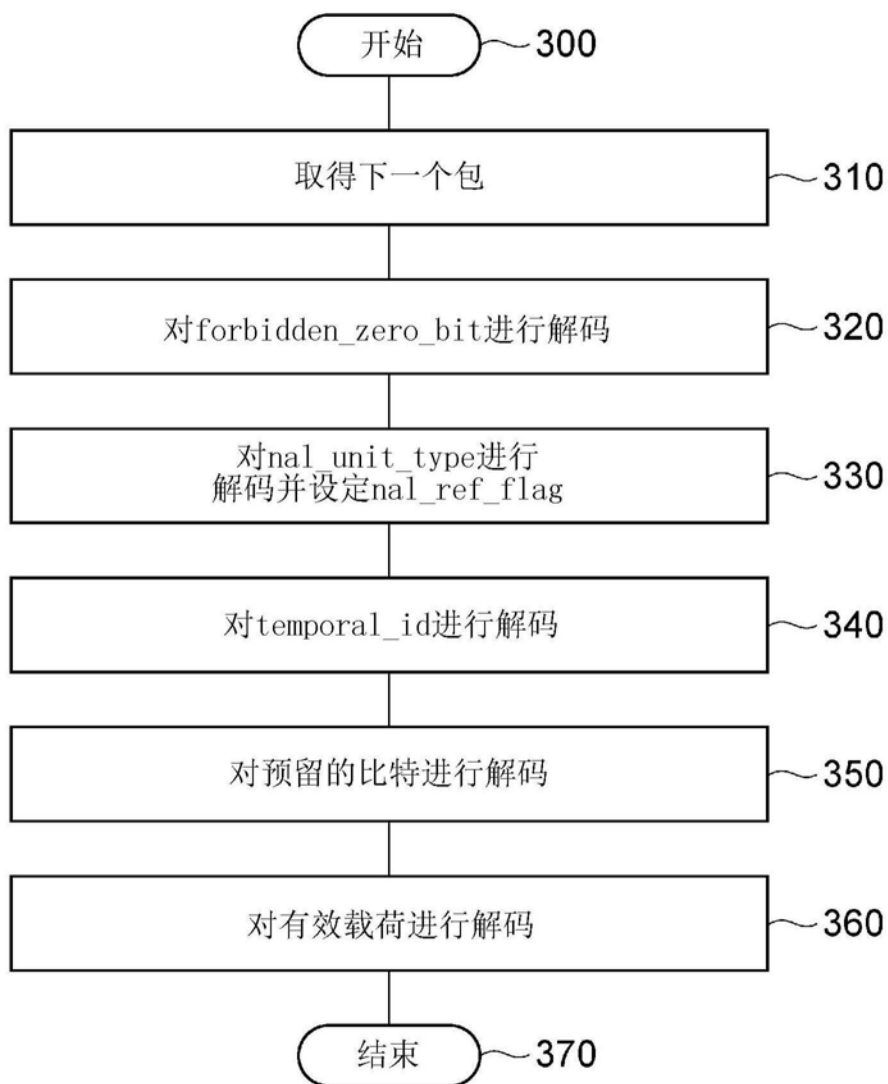 开始 300
取得下一个包 310
对forbidden_zero_bit进行解码 320
对nal_unit_type进行
解码并设定nal_ref_flag 330
对temporal_id进行解码 340
对预留的比特进行解码 350
对有效载荷进行解码 360
结束 370